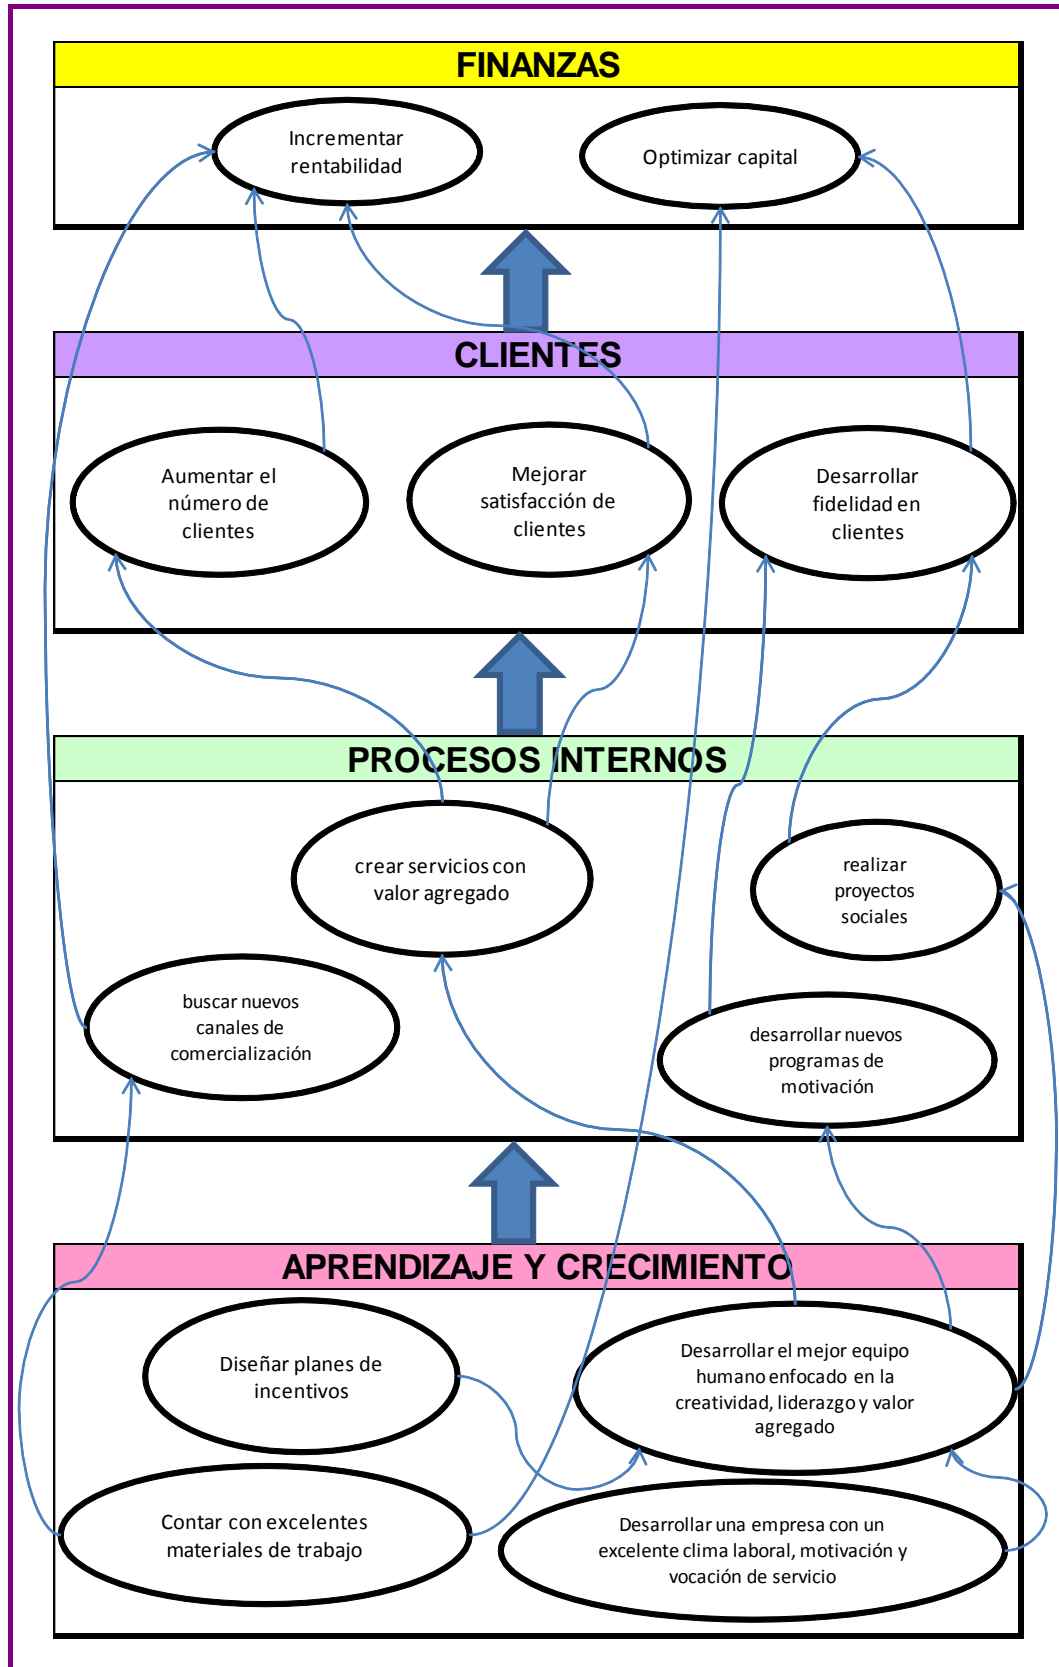 FINANZAS
Incrementar
rentabilidad
Optimizar capital
CLIENTES
Aumentar el
número de
clientes
Mejorar
satisfacción de
clientes
Desarrollar
fidelidad en
clientes
PROCESOS INTERNOS
crear servicios con
valor agregado
realizar
proyectos
sociales
buscar nuevos
canales de
comercialización
desarrollar nuevos
programas de
motivación
APRENDIZAJE Y CRECIMIENTO
Diseñar planes de
incentivos
Desarrollar el mejor equipo
humano enfocado en la
creatividad, liderazgo y valor
agregado
Contar con excelentes
materiales de trabajo
Desarrollar una empresa con un
excelente clima laboral, motivación y
vocación de servicio